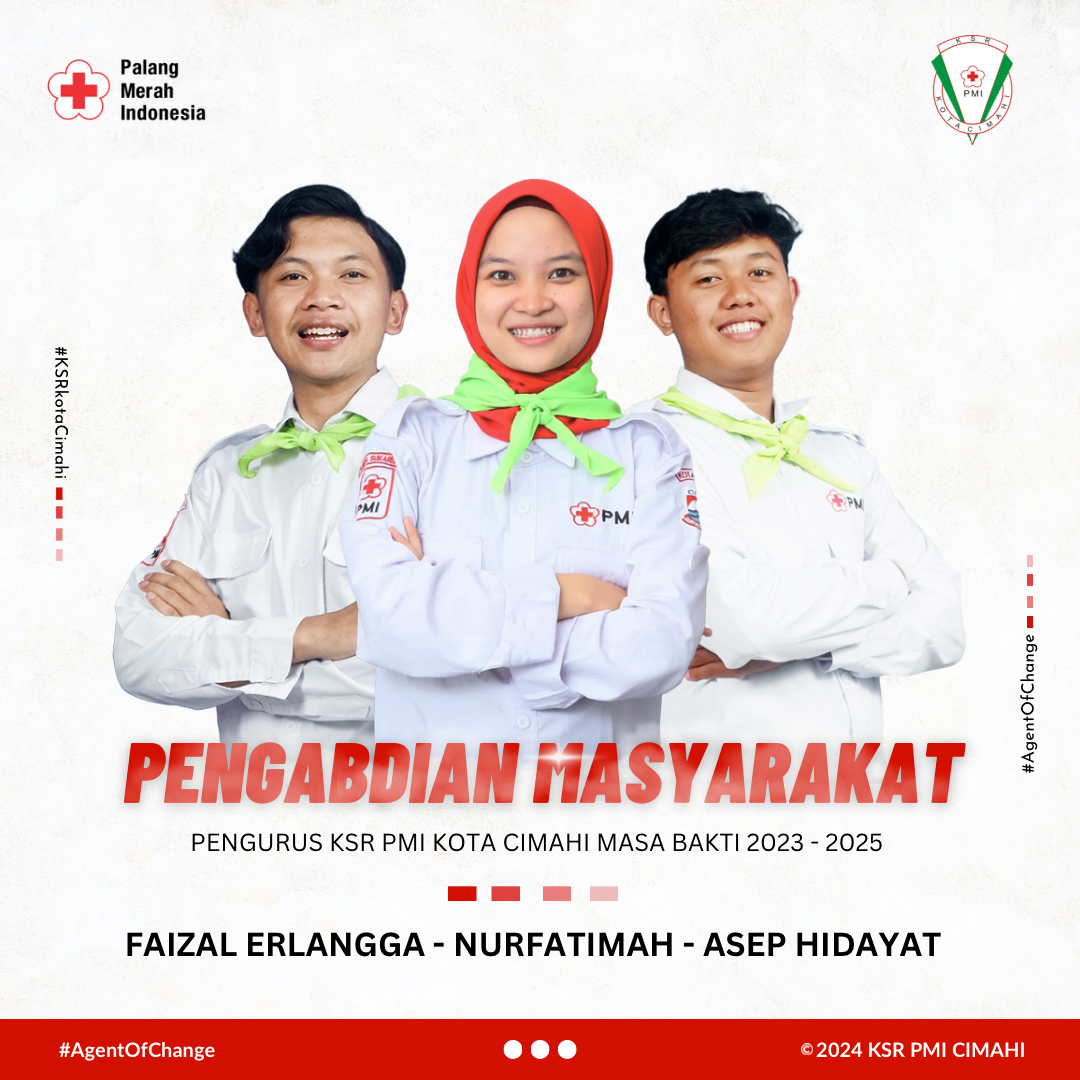 Palang
Merah
Indonesia
KSR
PMI
KOTA CIMAHI
#KSRkotaCimahi
PMI
PMI
PM
#AgentOfChange
PENGABDIAN MASYARAKAT
PENGURUS KSR PMI KOTA CIMAHI MASA BAKTI 2023 - 2025
FAIZAL ERLANGGA - NURFATIMAH - ASEP HIDAYAT
#AgentOfChange
© 2024 KSR PMI CIMAHI